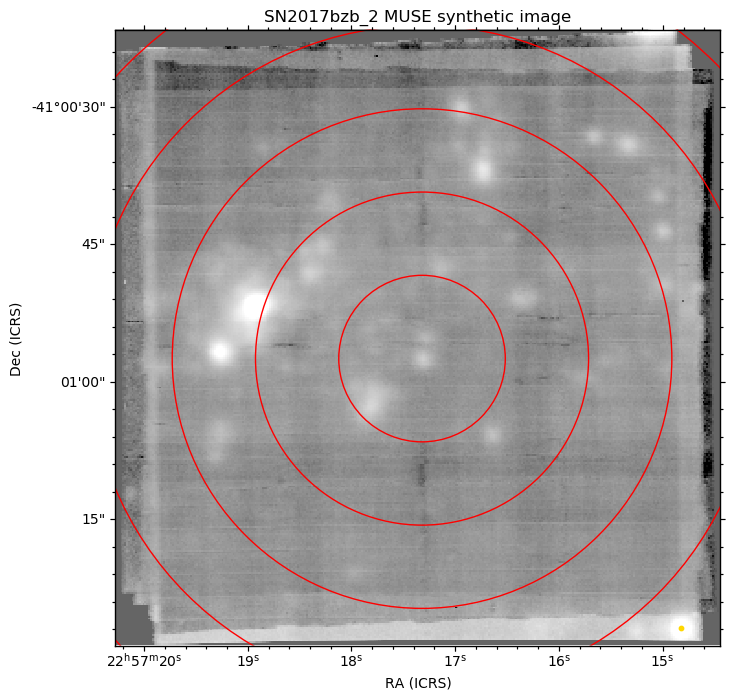 SN2017bzb_2 MUSE synthetic image
-41°00'30"
45"
01'00"
15"
Dec (ICRS)
22ʰ57ᵐ20ˢ
19ˢ
18ˢ
17ˢ
16ˢ
15ˢ
RA (ICRS)